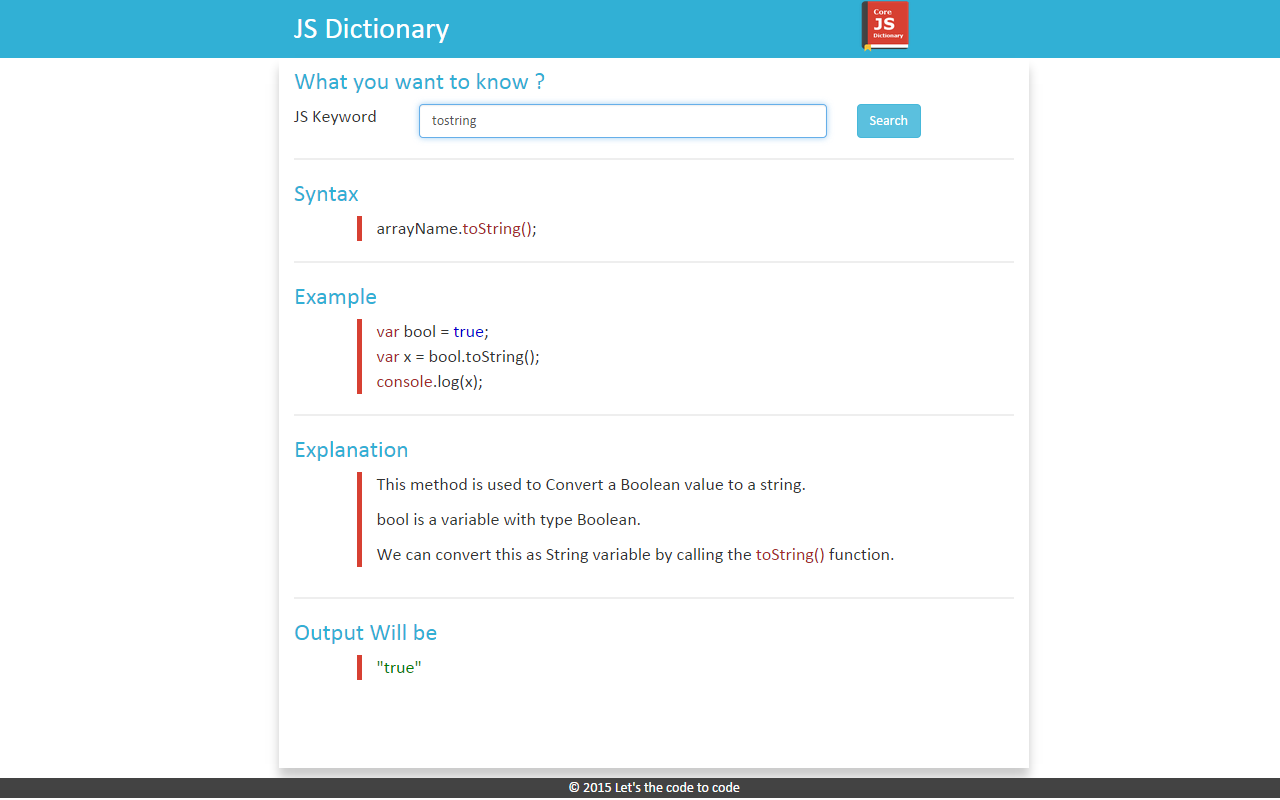 JS Dictionary
Core
JS
Dictionary
What you want to know ?
JS Keyword
tostring
Search
Syntax
arrayName.toString();
Example
var bool = true;
var x = bool.toString();
console.log(x);
Explanation
This method is used to Convert a Boolean value to a string.
bool is a variable with type Boolean.
We can convert this as String variable by calling the toString() function.
Output Will be
"true"
© 2015 Let's the code to code